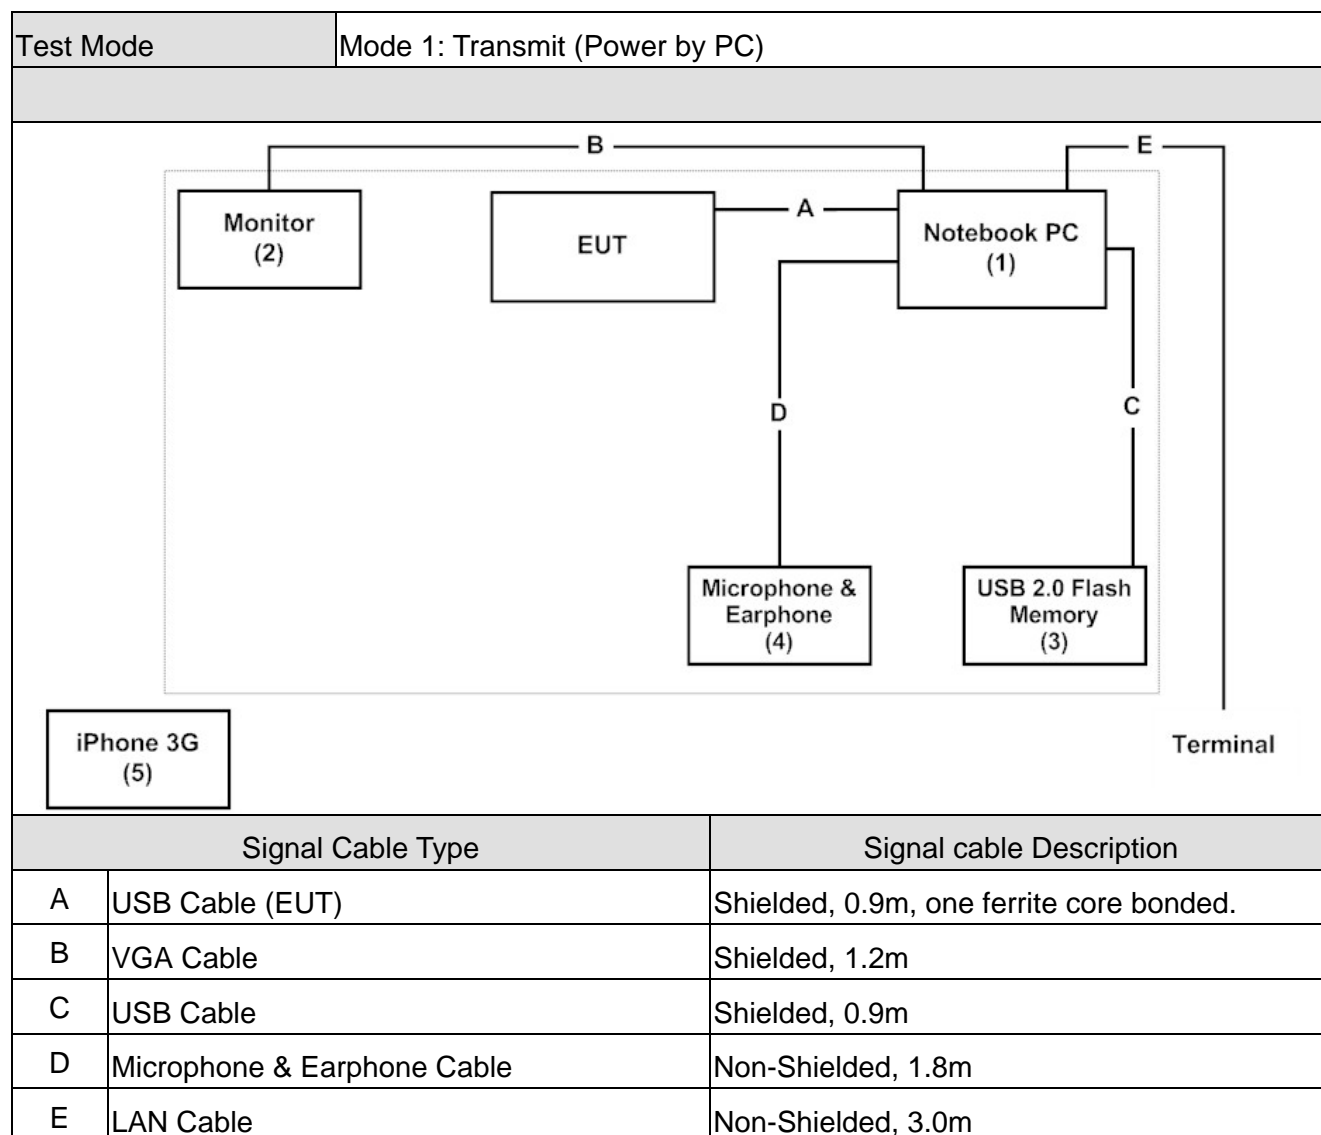 Test Mode
Mode 1: Transmit (Power by PC)
B
E
Monitor
(2)
EUT
A
Notebook PC
(1)
D
C
Microphone &
Earphone
(4)
USB 2.0 Flash
Memory
(3)
iPhone 3G
(5)
Terminal
Signal Cable Type
Signal cable Description
A
USB Cable (EUT)
Shielded, 0.9m, one ferrite core bonded.
B
VGA Cable
Shielded, 1.2m
C
USB Cable
Shielded, 0.9m
D
Microphone & Earphone Cable
Non-Shielded, 1.8m
E
LAN Cable
Non-Shielded, 3.0m